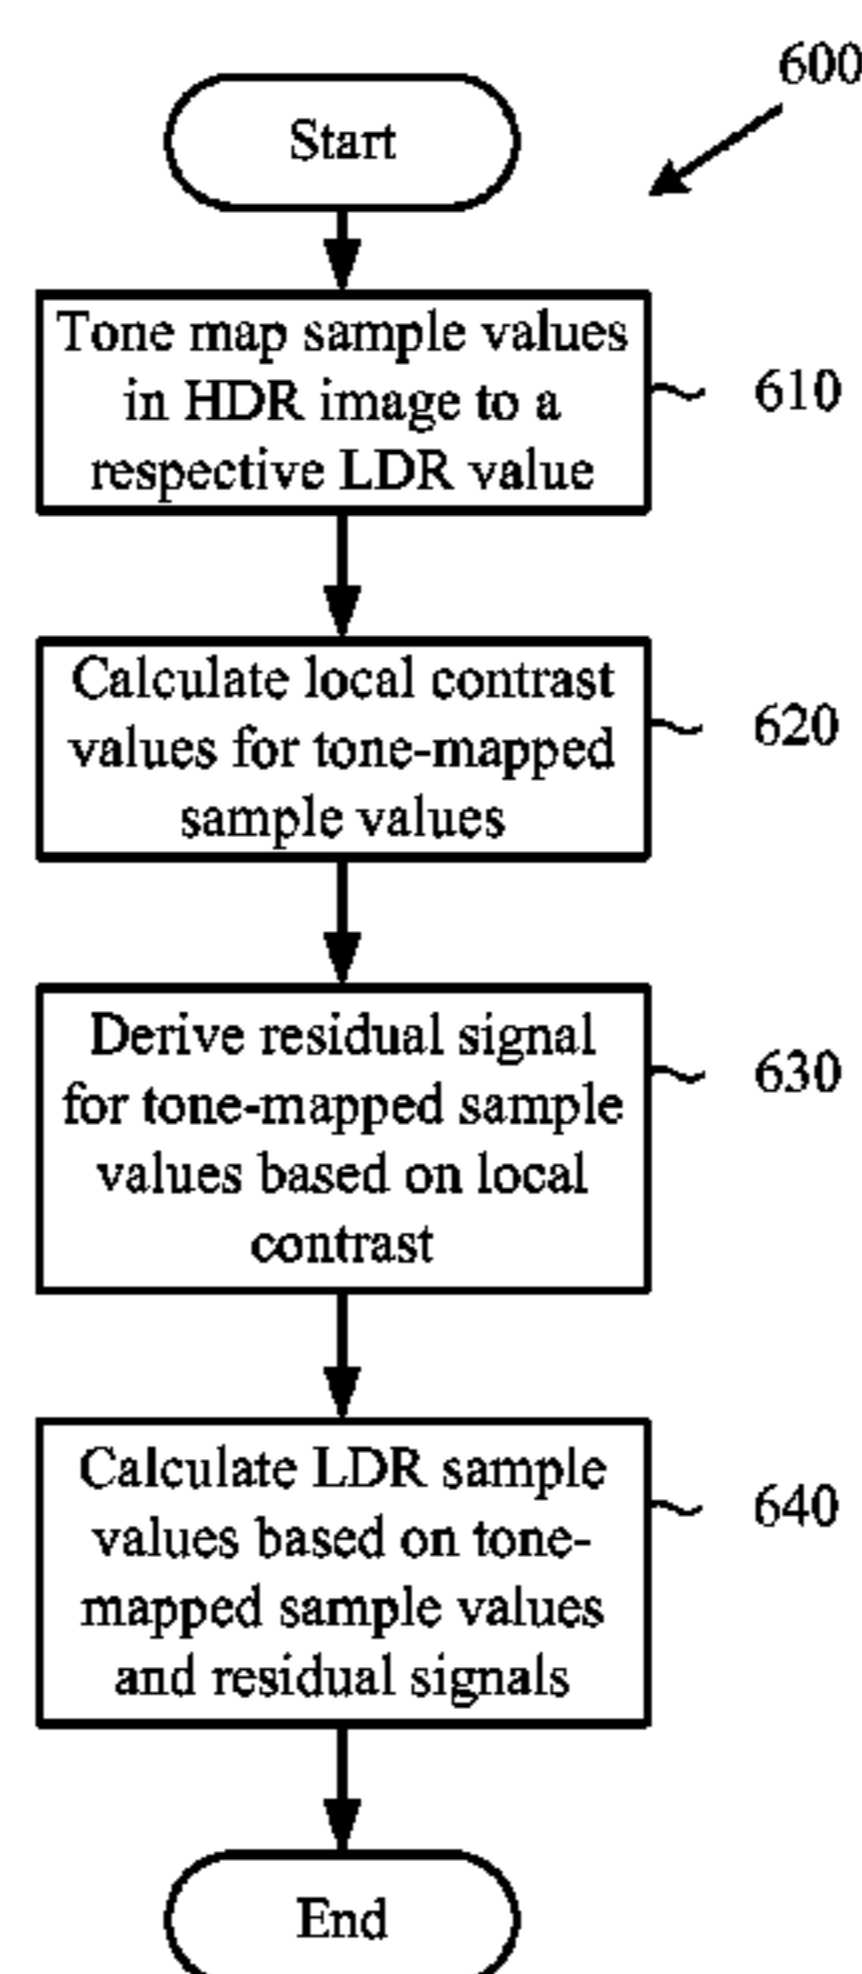 600
Start
Tone map sample values
in HDR image to a
respective LDR value
610
Calculate local contrast
values for tone-mapped
sample values
620
Derive residual signal
for tone-mapped sample
values based on local
contrast
630
Calculate LDR sample
values based on tone-
mapped sample values
and residual signals
640
End